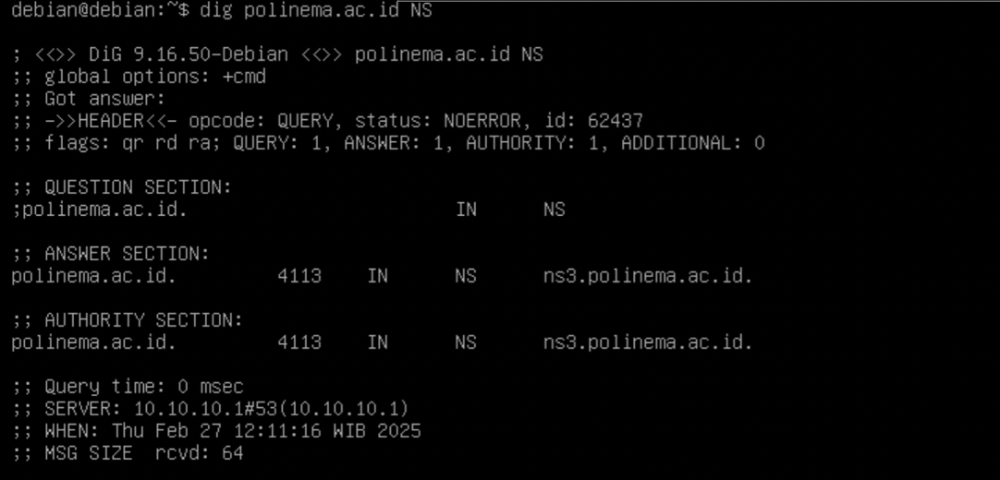 debian@debian:~$ dig polinema.ac.id NS
; <<>> DiG 9.16.50-Debian <<>> polinema.ac.id NS
;; global options: +cmd
;; Got answer:
;; ->>HEADER<<- opcode: QUERY, status: NOERROR, id: 62437
;; flags: qr rd ra; QUERY: 1, ANSWER: 1, AUTHORITY: 1, ADDITIONAL: 0
;; QUESTION SECTION:
;polinema.ac.id. IN NS
;; ANSWER SECTION:
polinema.ac.id. 4113 IN NS ns3.polinema.ac.id.
;; AUTHORITY SECTION:
polinema.ac.id. 4113 IN NS ns3.polinema.ac.id.
;; Query time: 0 msec
;; SERVER: 10.10.10.1#53(10.10.10.1)
;; WHEN: Thu Feb 27 12:11:16 WIB 2025
;; MSG SIZE rcvd: 64